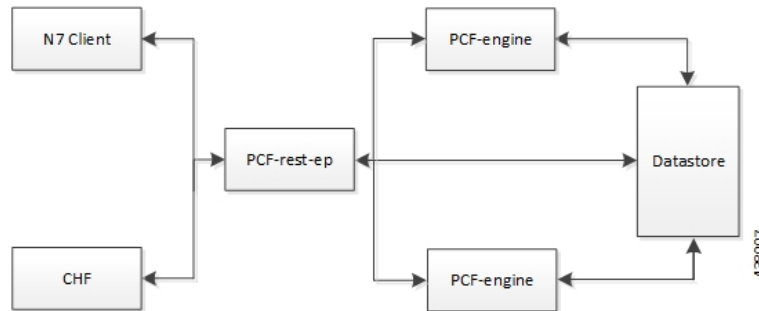 N7 Client
PCF-engine
PCF-rest-ep
Datastore
CHF
PCF-engine